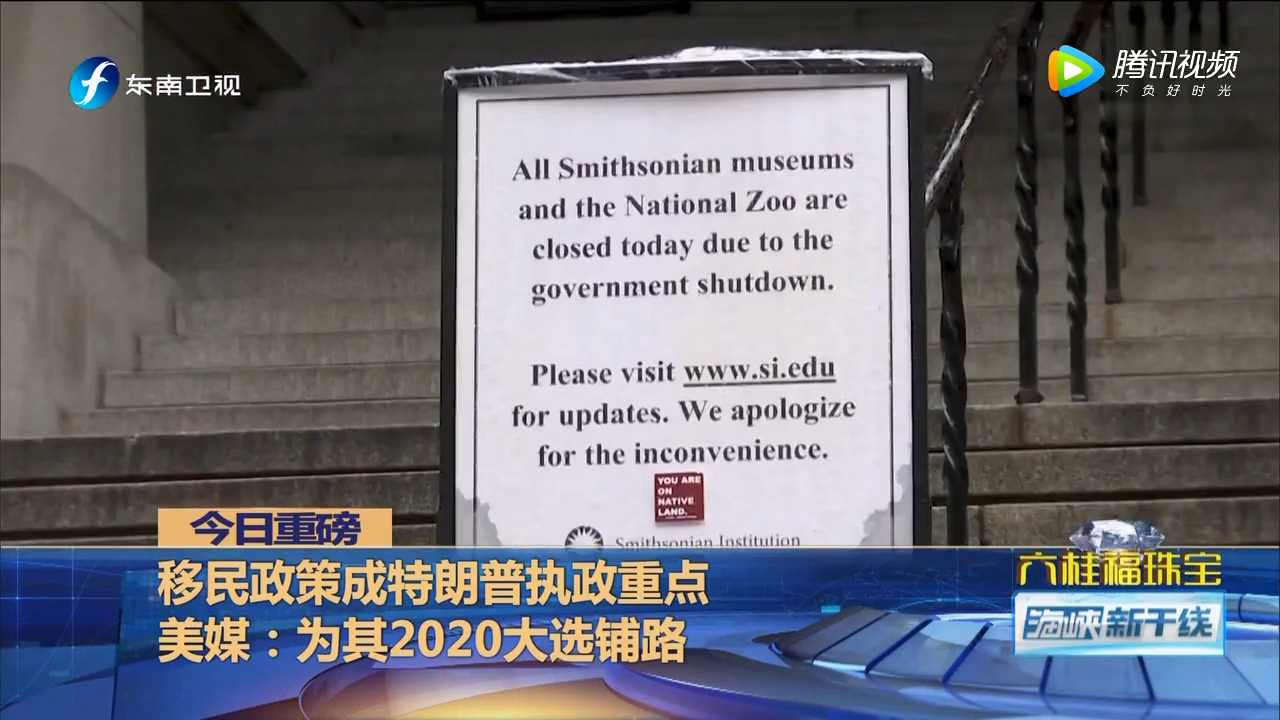 东南卫视
腾讯视频
不负好时光
All Smithsonian museums
and the National Zoo are
closed today due to the
government shutdown.
Please visit www.si.edu
for updates. We apologize
for the inconvenience.
YOU ARE
ON
NATIVE
LAND.
Smithsonian Institution
今日重磅
移民政策成特朗普执政重点
美媒：为其2020大选铺路
六桂福珠宝
海峡新干线